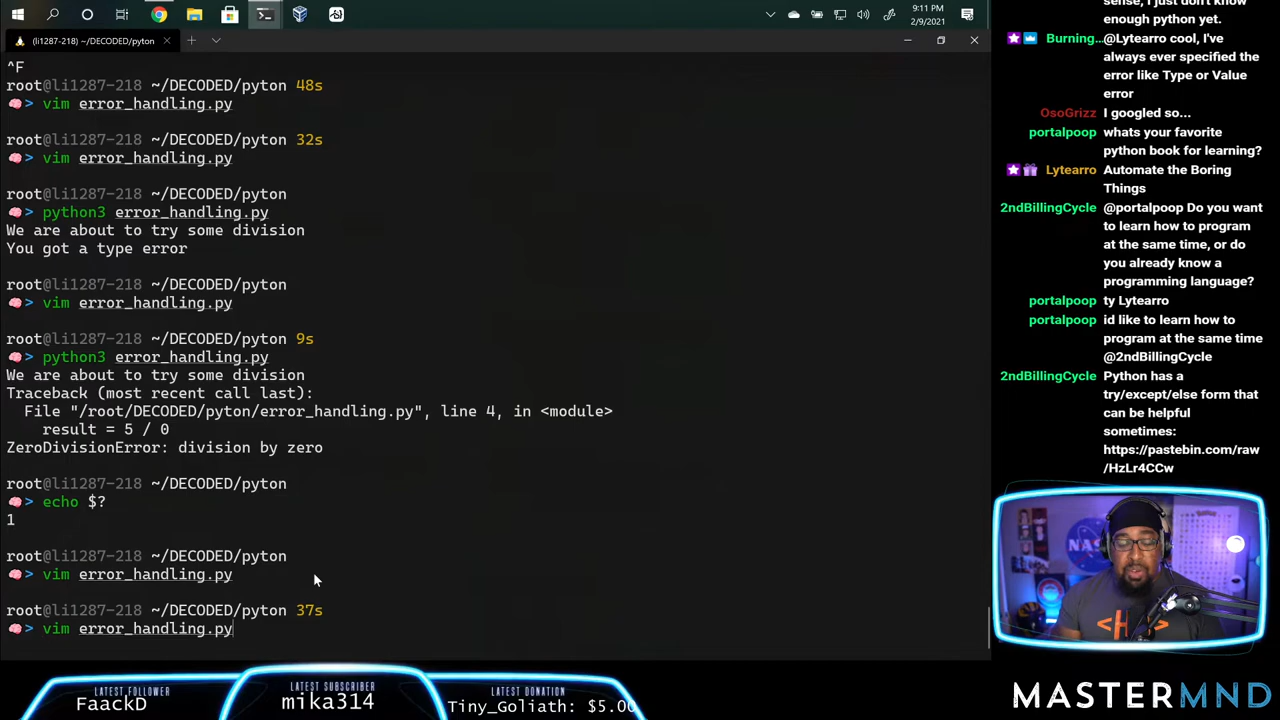 9:11 PM
2/9/2021
(li1287-218) ~/DECODED/pyton
^F
root@li1287-218 ~/DECODED/pyton 48s
> vim error_handling.py
root@li1287-218 ~/DECODED/pyton 32s
> vim error_handling.py
root@li1287-218 ~/DECODED/pyton
> python3 error_handling.py
We are about to try some division
You got a type error
root@li1287-218 ~/DECODED/pyton
> vim error_handling.py
root@li1287-218 ~/DECODED/pyton 9s
> python3 error_handling.py
We are about to try some division
Traceback (most recent call last):
File "/root/DECODED/pyton/error_handling.py", line 4, in <module>
result = 5 / 0
ZeroDivisionError: division by zero
root@li1287-218 ~/DECODED/pyton
> echo $?
1
root@li1287-218 ~/DECODED/pyton
> vim error_handling.py
root@li1287-218 ~/DECODED/pyton 37s
> vim error_handling.py
sense, I just don't know
enough python yet.
Burning... @Lytearro cool, I've
always ever specified the
error like Type or Value
error
OsoGrizz I googled so...
portalpoop whats your favorite
python book for learning?
Lytearro Automate the Boring
Things
2ndBillingCycle @portalpoop Do you want
to learn how to program
at the same time, or do
you already know a
programming language?
portalpoop ty Lytearro
portalpoop id like to learn how to
program at the same time
@2ndBillingCycle
2ndBillingCycle Python has a
try/except/else form that
can be helpful
sometimes:
https://pastebin.com/raw
/HzLr4CCw
NASA
<H
LATEST FOLLOWER
FaackD
LATEST SUBSCRIBER
mika314
LATEST DONATION
Tiny_Goliath: $5.00
MASTERMND